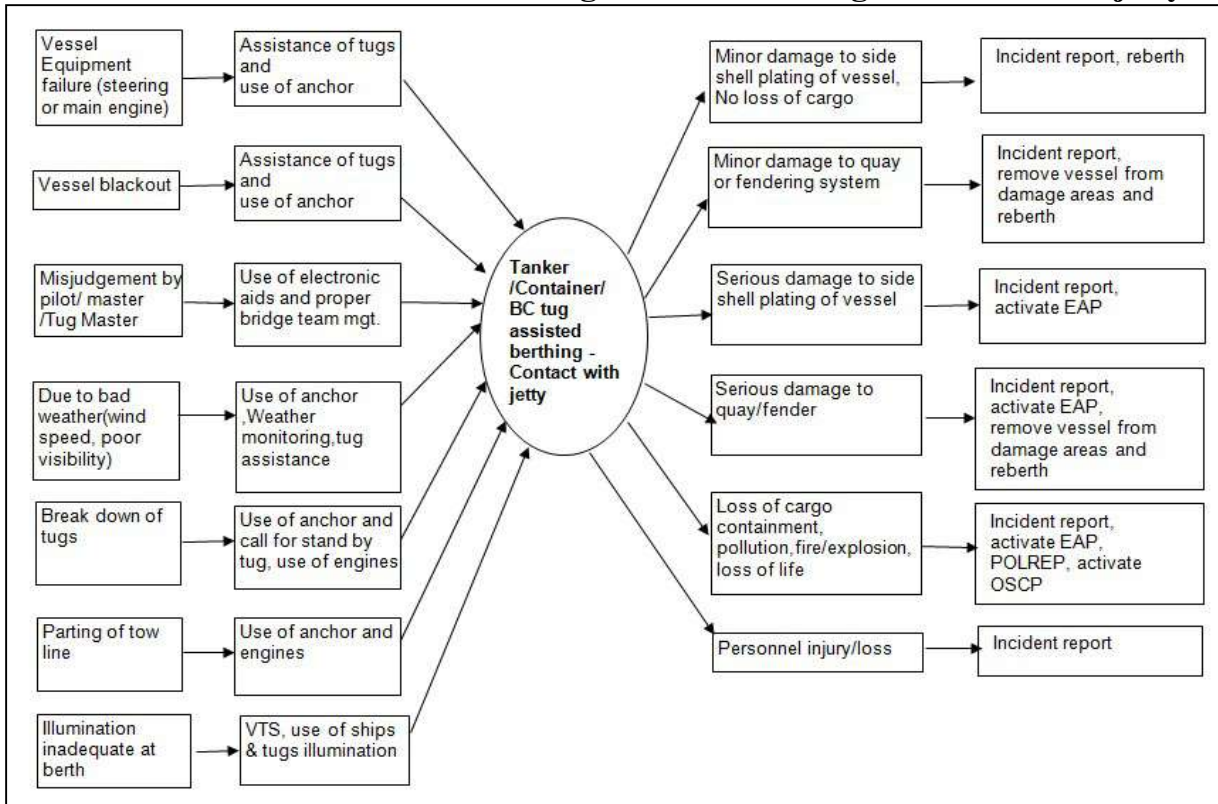 Vessel
Equipment
failure (steering
or main engine)
Assistance of tugs
and
use of anchor
Vessel blackout
Assistance of tugs
and
use of anchor
Misjudgement by
pilot/ master
/Tug Master
Use of electronic
aids and proper
bridge team mgt.
Due to bad
weather(wind
speed, poor
visibility)
Use of anchor
,Weather
monitoring,tug
assistance
Break down of
tugs
Use of anchor and
call for stand by
tug, use of engines
Parting of tow
line
Use of anchor and
engines
Illumination
inadequate at
berth
VTS, use of ships
& tugs illumination
Tanker
/Container/
BC tug
assisted
berthing -
Contact with
jetty
Minor damage to side
shell plating of vessel,
No loss of cargo
Incident report, reberth
Minor damage to quay
or fendering system
Incident report,
remove vessel from
damage areas and
reberth
Serious damage to side
shell plating of vessel
Incident report,
activate EAP
Serious damage to
quay/fender
Incident report,
activate EAP,
remove vessel from
damage areas and
reberth
Loss of cargo
containment,
pollution,fire/explosion,
loss of life
Incident report,
activate EAP,
POLREP, activate
OSCP
Personnel injury/loss
Incident report